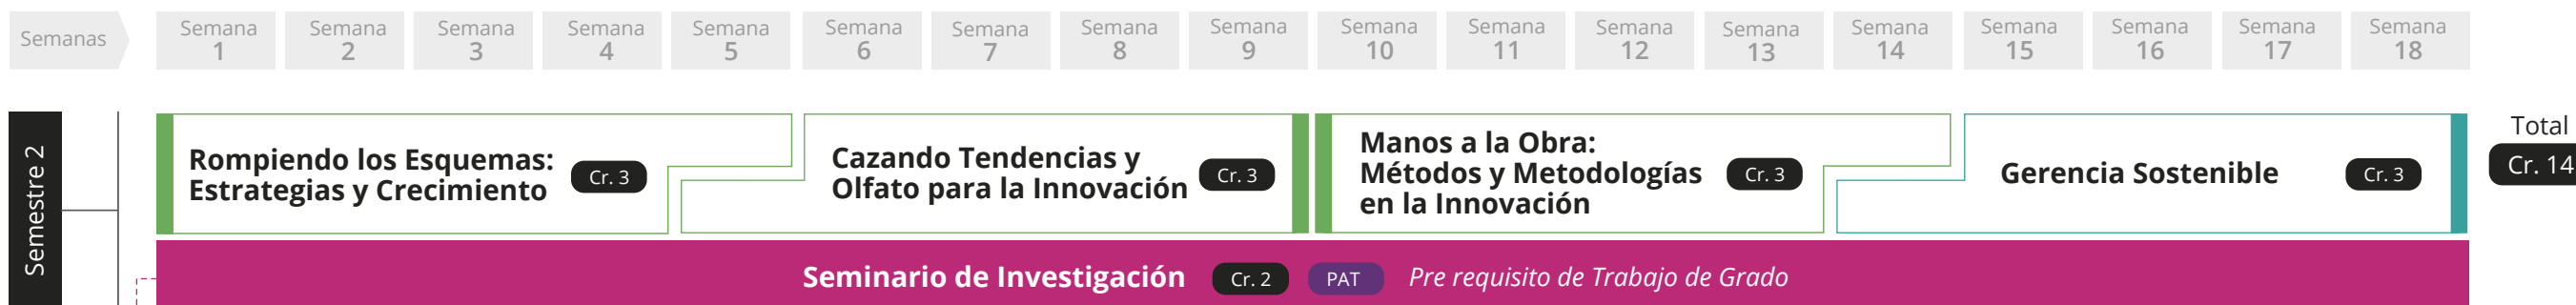 Semanas
Semana
1
Semana
2
Semana
3
Semana
4
Semana
5
Semana
6
Semana
7
Semana
8
Semana
9
Semana
10
Semana
11
Semana
12
Semana
13
Semana
14
Semana
15
Semana
16
Semana
17
Semana
18
Semestre 2
Rompiendo los Esquemas:
Estrategias y Crecimiento
Cr. 3
Cazando Tendencias y
Olfato para la Innovación
Cr. 3
Manos a la Obra:
Métodos y Metodologías
en la Innovación
Cr. 3
Gerencia Sostenible
Cr. 3
Total
Cr. 14
Seminario de Investigación Cr. 2 PAT Pre requisito de Trabajo de Grado